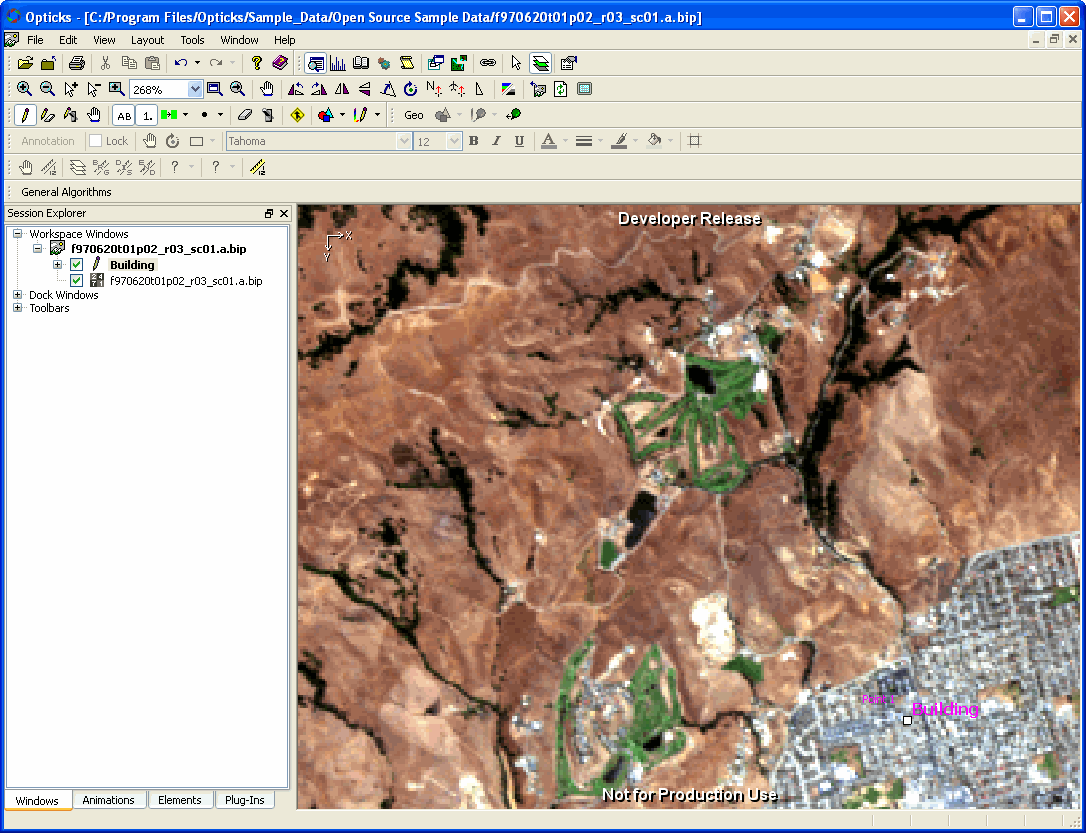 Opticks - [C:/Program Files/Opticks/Sample_Data/Open Source Sample Data/f970620t01p02_r03_sc01.a.bip]
File Edit View Layout Tools Window Help
268%
AB 1. Geo
Annotation Lock Tahoma 12 B I U
General Algorithms
Session Explorer
Workspace Windows
f970620t01p02_r03_sc01.a.bip
Building
f970620t01p02_r03_sc01.a.bip
Dock Windows
Toolbars
Developer Release
X
Y
Building
Not for Production Use
Windows Animations Elements Plug-Ins